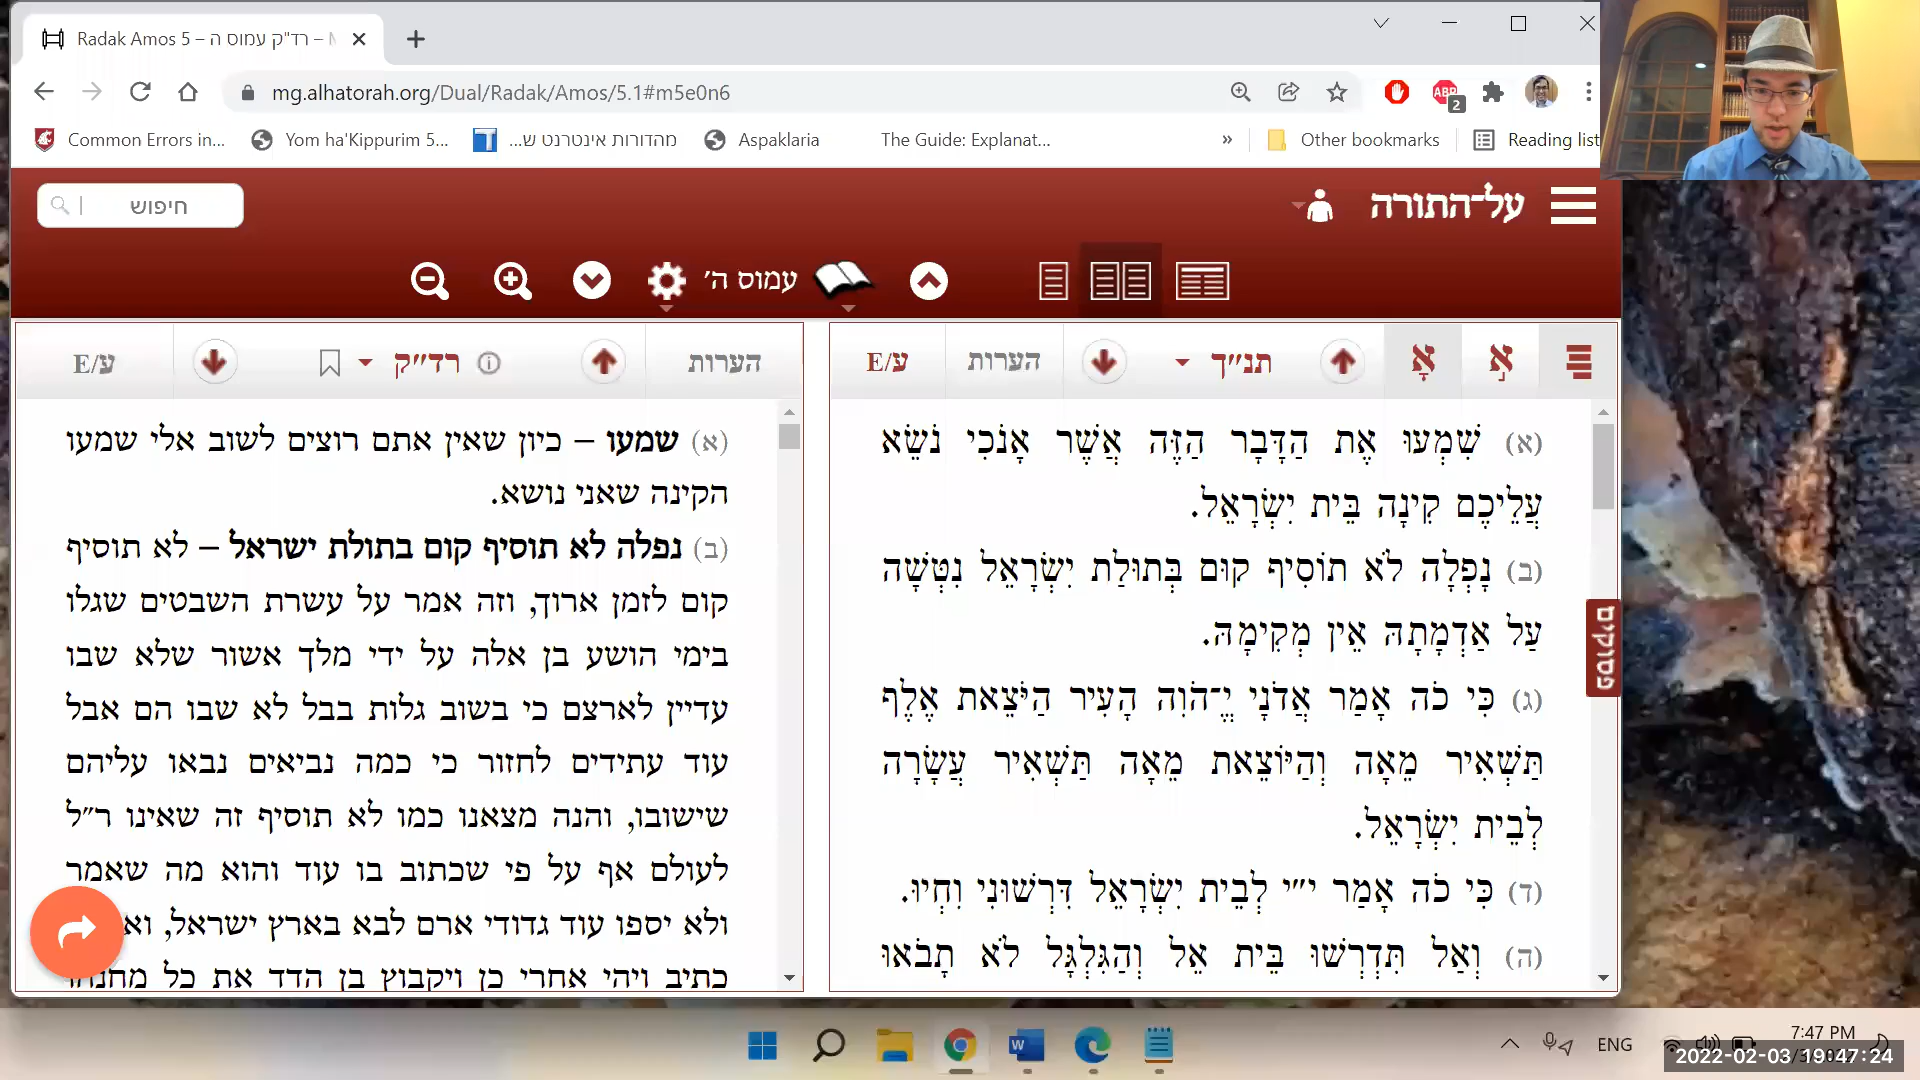 Radak Amos 5 – רד"ק עמוס ה –
mg.alhatorah.org/Dual/Radak/Amos/5.1#m5e0n6
ABP
2
Common Errors in...
Yom ha'Kippurim 5...
מהדורות אינטרנט ש...
Aspaklaria
The Guide: Explanat...
»
Other bookmarks
Reading list
חיפוש
על־התורה
עמוס ה׳
ע/E
רד״ק
הערות
(א) שמעו – כיון שאין אתם רוצים לשוב אלי שמעו
הקינה שאני נושא.
(ב) נפלה לא תוסיף קום בתולת ישראל – לא תוסיף
קום לזמן ארוך, וזה אמר על עשרת השבטים שגלו
בימי הושע בן אלה על ידי מלך אשור שלא שבו
עדיין לארצם כי בשוב גלות בבל לא שבו הם אבל
עוד עתידים לחזור כי כמה נביאים נבאו עליהם
שישובו, והנה מצאנו כמו לא תוסיף זה שאינו ר״ל
לעולם אף על פי שכתוב בו עוד והוא מה שאמר
ולא יספו עוד גדודי ארם לבא בארץ ישראל,
כתיב ויהי אחרי כן ויקבוץ בן הדד את כל מחנהו
ע/E
הערות
תנ״ך
אָ
אְָ
(א) שִׁמְעוּ אֶת הַדָּבָר הַזֶּה אֲשֶׁר אָנֹכִי נֹשֵׂא
עֲלֵיכֶם קִינָה בֵּית יִשְׂרָאֵל.
(ב) נָפְלָה לֹא תוֹסִיף קוּם בְּתוּלַת יִשְׂרָאֵל נִטְּשָׁה
עַל אַדְמָתָהּ אֵין מְקִימָהּ.
(ג) כִּי כֹה אָמַר אֲדֹנָי יֱ־הֹוִה הָעִיר הַיֹּצֵאת אֶלֶף
תַּשְׁאִיר מֵאָה וְהַיּוֹצֵאת מֵאָה תַּשְׁאִיר עֲשָׂרָה
לְבֵית יִשְׂרָאֵל.
(ד) כִּי כֹה אָמַר י״י לְבֵית יִשְׂרָאֵל דִּרְשׁוּנִי וִחְיוּ.
(ה) וְאַל תִּדְרְשׁוּ בֵּית אֵל וְהַגִּלְגָּל לֹא תָבֹאוּ
פסוקים
ENG
7:47 PM
2022-02-03 19:47:24